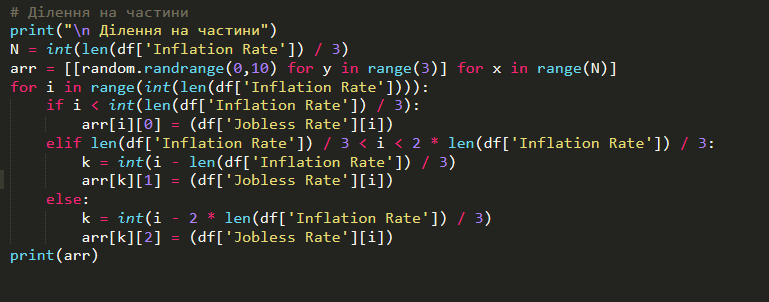 # Ділення на частини
print("\n Ділення на частини")
N = int(len(df['Inflation Rate']) / 3)
arr = [[random.randrange(0,10) for y in range(3)] for x in range(N)]
for i in range(int(len(df['Inflation Rate']))):
    if i < int(len(df['Inflation Rate']) / 3):
        arr[i][0] = (df['Jobless Rate'][i])
    elif len(df['Inflation Rate']) / 3 < i < 2 * len(df['Inflation Rate']) / 3:
        k = int(i - len(df['Inflation Rate']) / 3)
        arr[k][1] = (df['Jobless Rate'][i])
    else:
        k = int(i - 2 * len(df['Inflation Rate']) / 3)
        arr[k][2] = (df['Jobless Rate'][i])
print(arr)